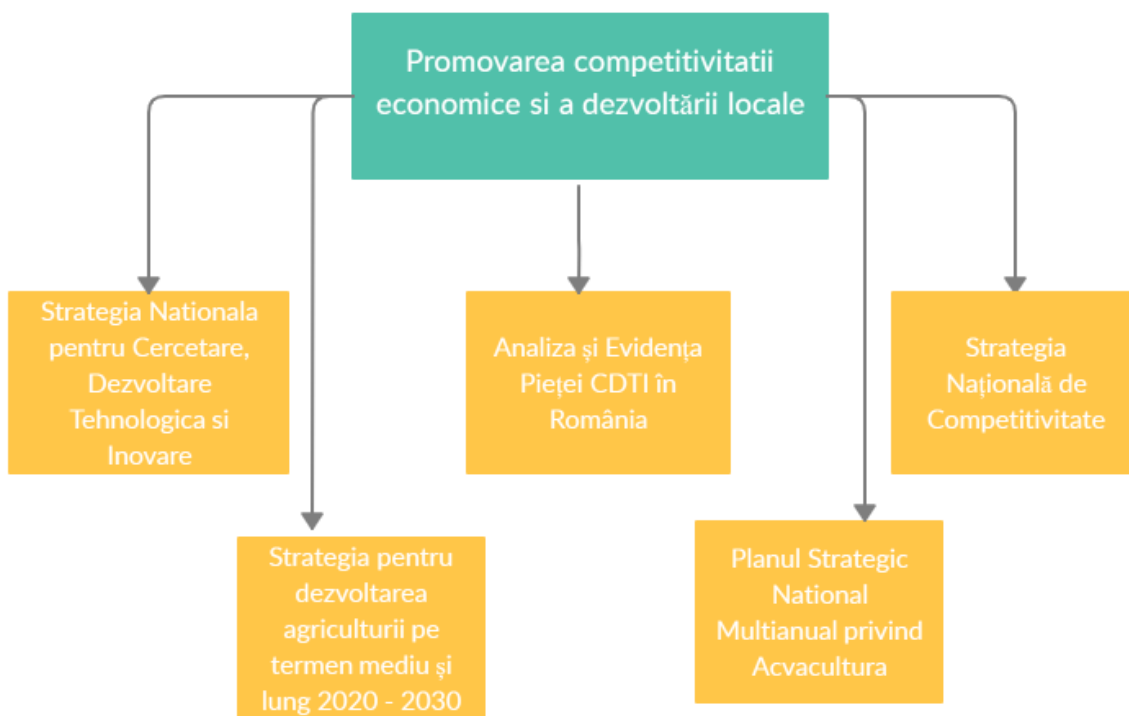 Promovarea competitivitatii
economice si a dezvoltării locale
Strategia Nationala
pentru Cercetare,
Dezvoltare
Tehnologica si
Inovare
Analiza și Evidența
Pieței CDTI în
România
Strategia
Națională de
Competitivitate
Strategia pentru
dezvoltarea
agriculturii pe
termen mediu și
lung 2020 - 2030
Planul Strategic
National
Multianual privind
Acvacultura